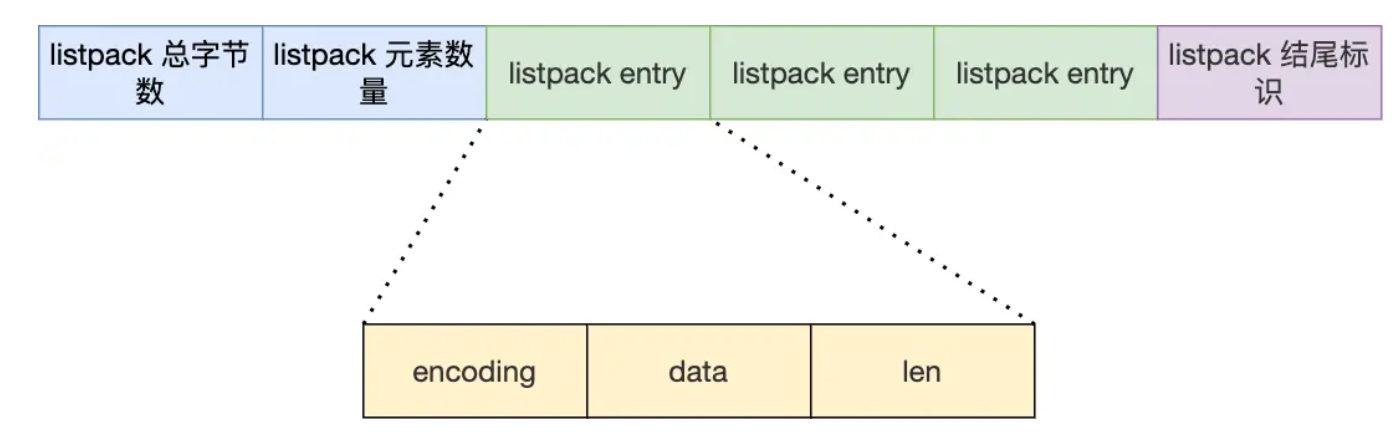 listpack 总字节
数
listpack 元素数
量
listpack entry
listpack entry
listpack entry
listpack 结尾标
识
encoding
data
len